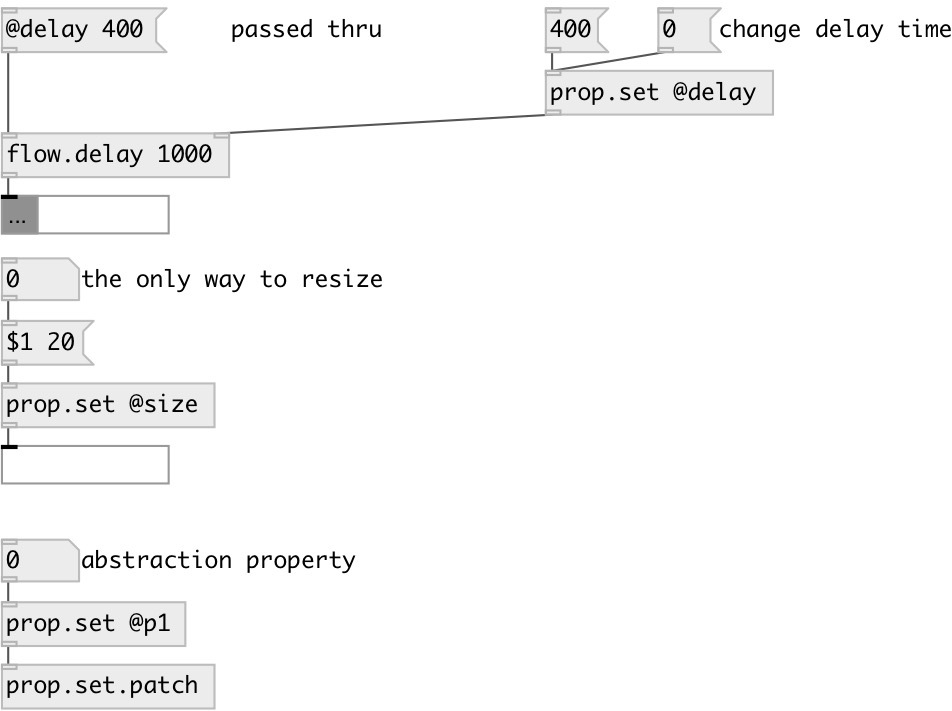 @delay 400 passed thru 400 0 change delay time
prop.set @delay
flow.delay 1000
...
0 the only way to resize
$1 20
prop.set @size
0 abstraction property
prop.set @p1
prop.set.patch